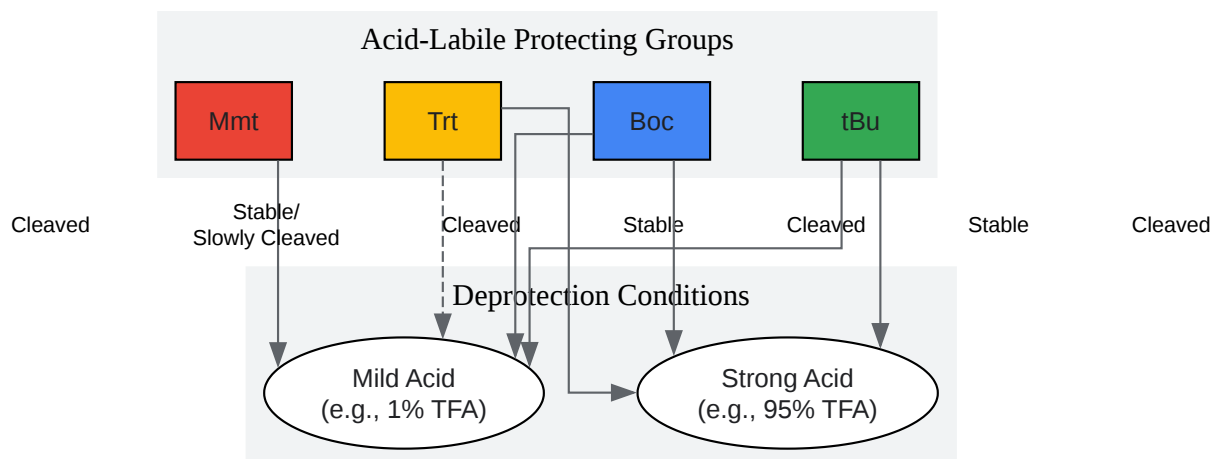 Acid-Labile Protecting Groups
Mmt
Trt
Boc
tBu
Cleaved
Stable/
Slowly Cleaved
Cleaved
Stable
Cleaved
Stable
Cleaved
Deprotection Conditions
Mild Acid
(e.g., 1% TFA)
Strong Acid
(e.g., 95% TFA)